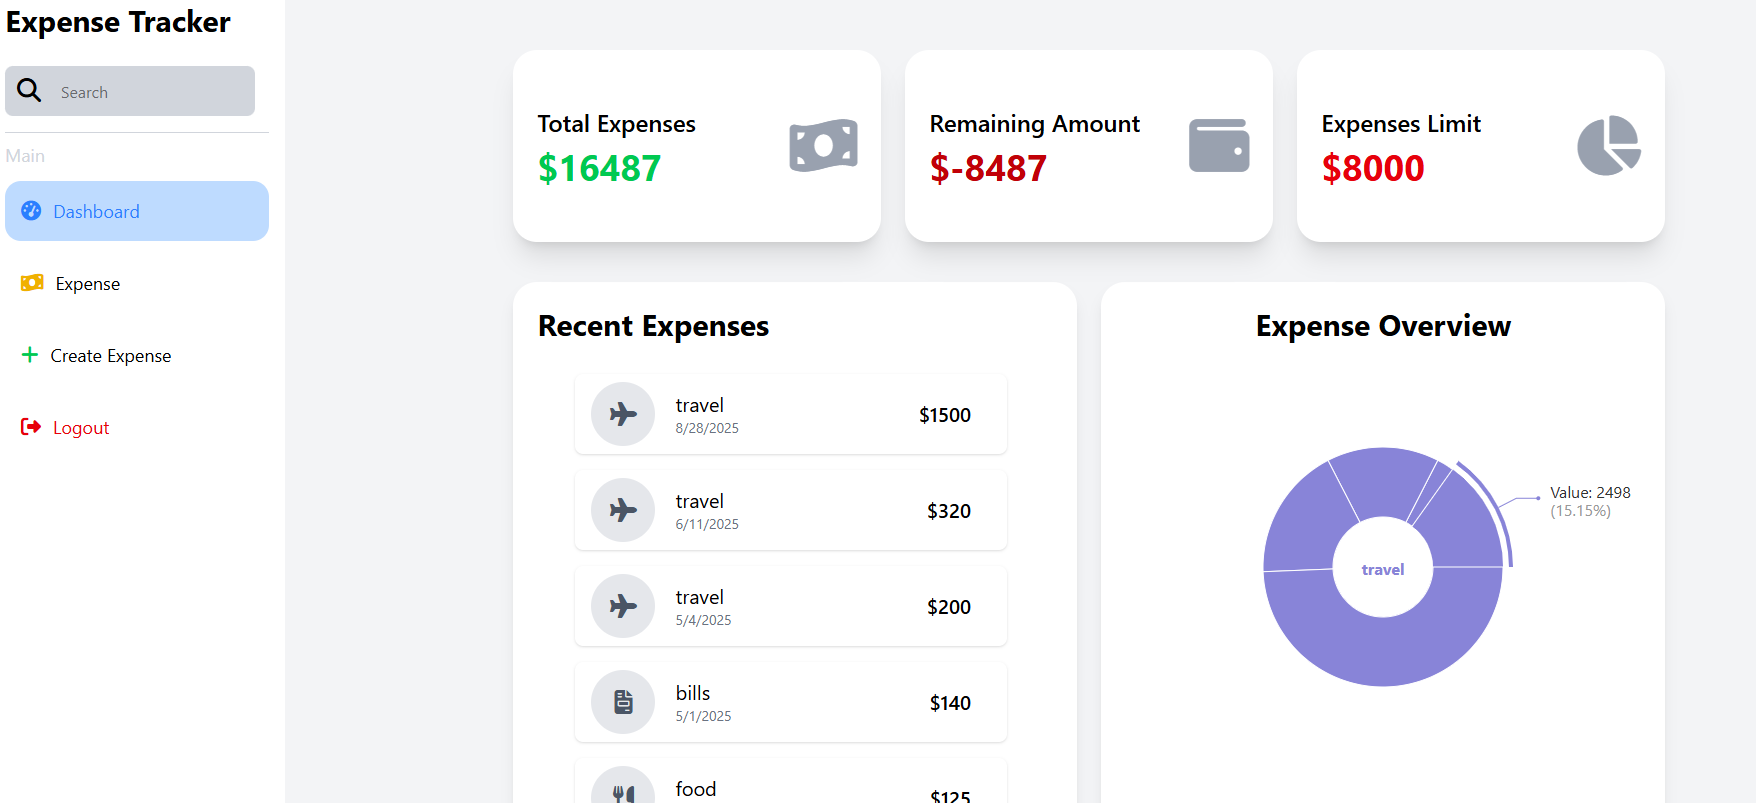 Expense Tracker
Search
Main
Dashboard
Expense
Create Expense
Logout
Total Expenses
$16487
Remaining Amount
$-8487
Expenses Limit
$8000
Recent Expenses
travel
8/28/2025
$1500
travel
6/11/2025
$320
travel
5/4/2025
$200
bills
5/1/2025
$140
food
$125
Expense Overview
Value: 2498
(15.15%)
travel